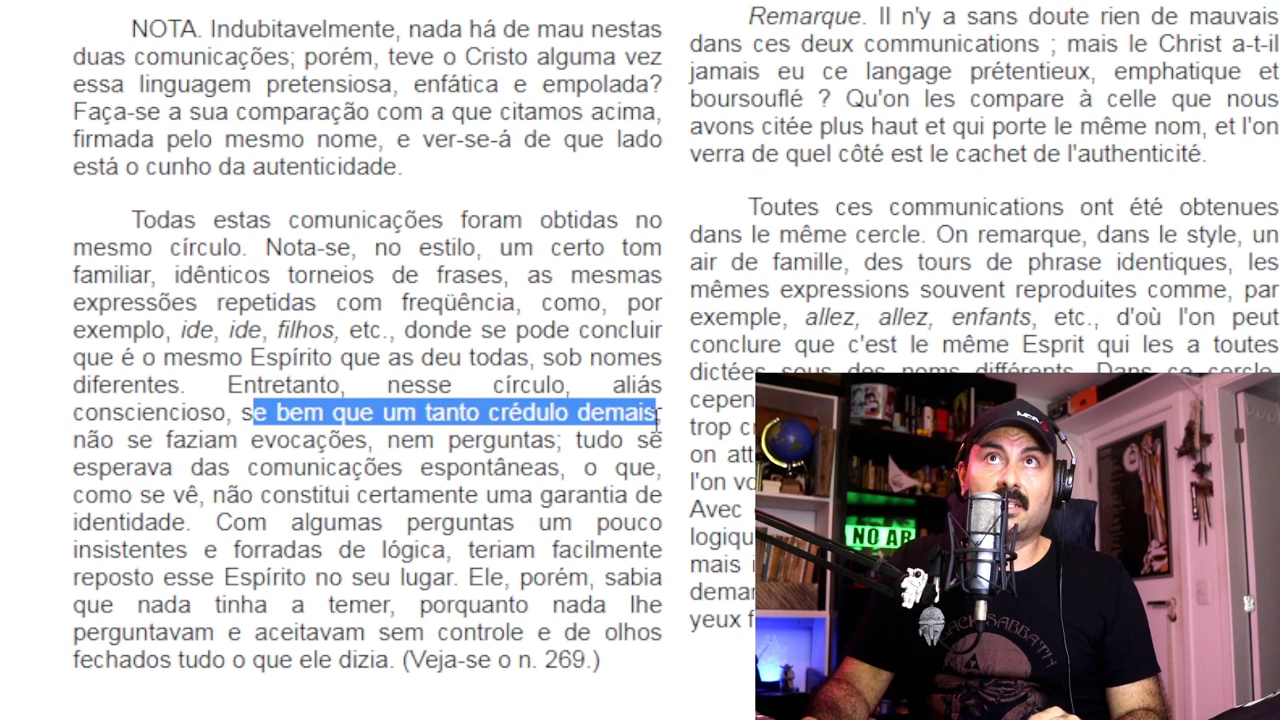 NOTA. Indubitavelmente, nada há de mau nestas
duas comunicações; porém, teve o Cristo alguma vez
essa linguagem pretensiosa, enfática e empolada?
Faça-se a sua comparação com a que citamos acima,
firmada pelo mesmo nome, e ver-se-á de que lado
está o cunho da autenticidade.
Todas estas comunicações foram obtidas no
mesmo círculo. Nota-se, no estilo, um certo tom
familiar, idênticos torneios de frases, as mesmas
expressões repetidas com freqüência, como, por
exemplo, ide, ide, filhos, etc., donde se pode concluir
que é o mesmo Espírito que as deu todas, sob nomes
diferentes. Entretanto, nesse círculo, aliás
consciencioso, se bem que um tanto crédulo demais,
não se faziam evocações, nem perguntas; tudo se
esperava das comunicações espontâneas, o que,
como se vê, não constitui certamente uma garantia de
identidade. Com algumas perguntas um pouco
insistentes e forradas de lógica, teriam facilmente
reposto esse Espírito no seu lugar. Ele, porém, sabia
que nada tinha a temer, porquanto nada lhe
perguntavam e aceitavam sem controle e de olhos
fechados tudo o que ele dizia. (Veja-se o n. 269.)
Remarque. Il n'y a sans doute rien de mauvais
dans ces deux communications ; mais le Christ a-t-il
jamais eu ce langage prétentieux, emphatique et
boursouflé ? Qu'on les compare à celle que nous
avons citée plus haut et qui porte le même nom, et l'on
verra de quel côté est le cachet de l'authenticité.
Toutes ces communications ont été obtenues
dans le même cercle. On remarque, dans le style, un
air de famille, des tours de phrase identiques, les
mêmes expressions souvent reproduites comme, par
exemple, allez, allez, enfants, etc., d'où l'on peut
conclure que c'est le même Esprit qui les a toutes
dictées sous des noms différents. Dans ce cercle,
cepen
trop c
on att
l'on vo
Avec
logiqu
mais i
deman
yeux f
NO AR
BLACK SABBATH